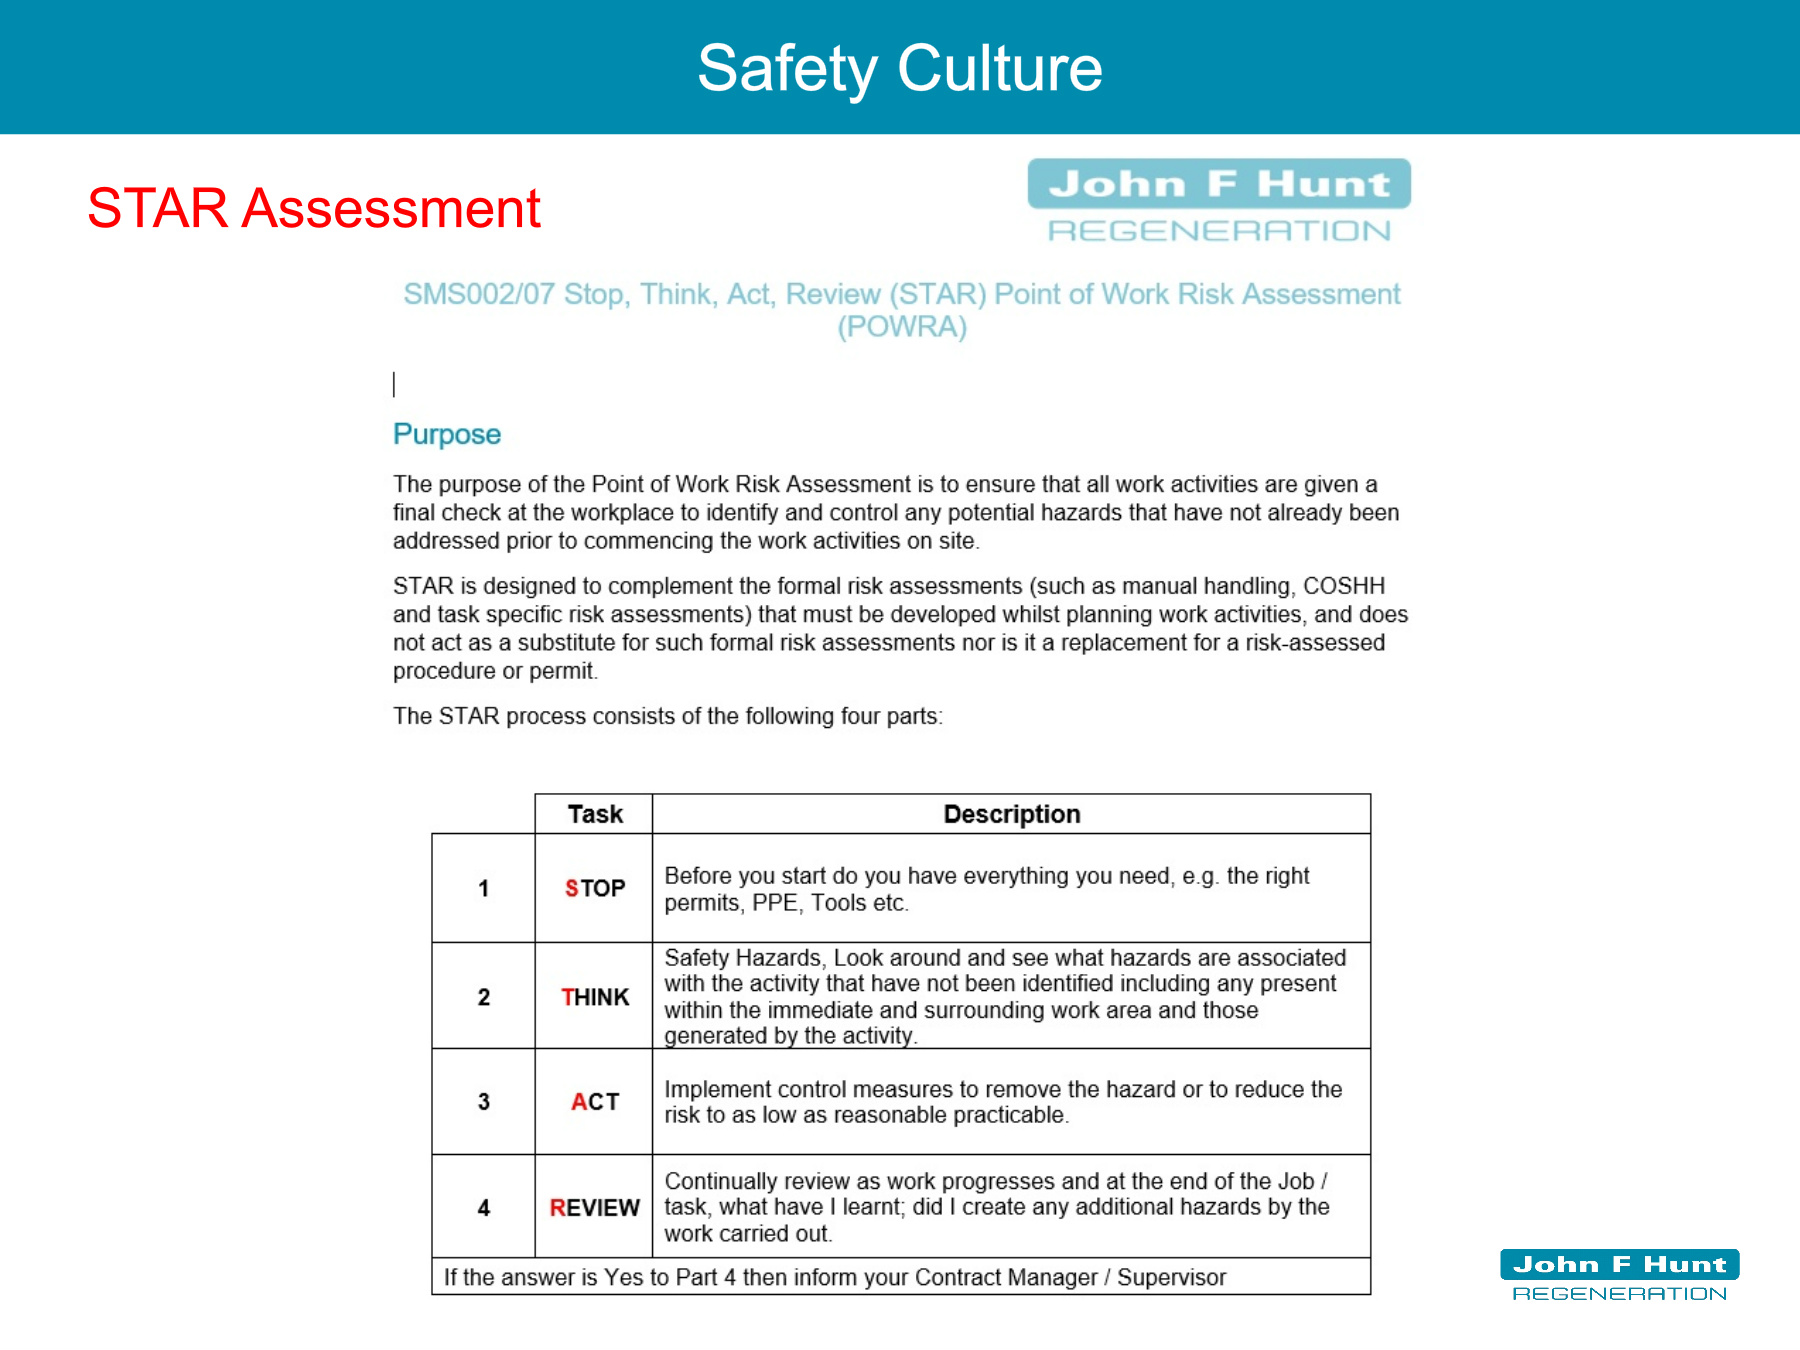 Safety Culture
STAR Assessment
John F Hunt
REGENERATION
SMS002/07 Stop, Think, Act, Review (STAR) Point of Work Risk Assessment
(POWRA)
Purpose
The purpose of the Point of Work Risk Assessment is to ensure that all work activities are given a
final check at the workplace to identify and control any potential hazards that have not already been
addressed prior to commencing the work activities on site.
STAR is designed to complement the formal risk assessments (such as manual handling, COSHH
and task specific risk assessments) that must be developed whilst planning work activities, and does
not act as a substitute for such formal risk assessments nor is it a replacement for a risk-assessed
procedure or permit.
The STAR process consists of the following four parts:
Task Description
1 STOP Before you start do you have everything you need, e.g. the right
permits, PPE, Tools etc.
2 THINK Safety Hazards, Look around and see what hazards are associated
with the activity that have not been identified including any present
within the immediate and surrounding work area and those
generated by the activity.
3 ACT Implement control measures to remove the hazard or to reduce the
risk to as low as reasonable practicable.
4 REVIEW Continually review as work progresses and at the end of the Job /
task, what have I learnt; did I create any additional hazards by the
work carried out.
If the answer is Yes to Part 4 then inform your Contract Manager / Supervisor
John F Hunt
REGENERATION